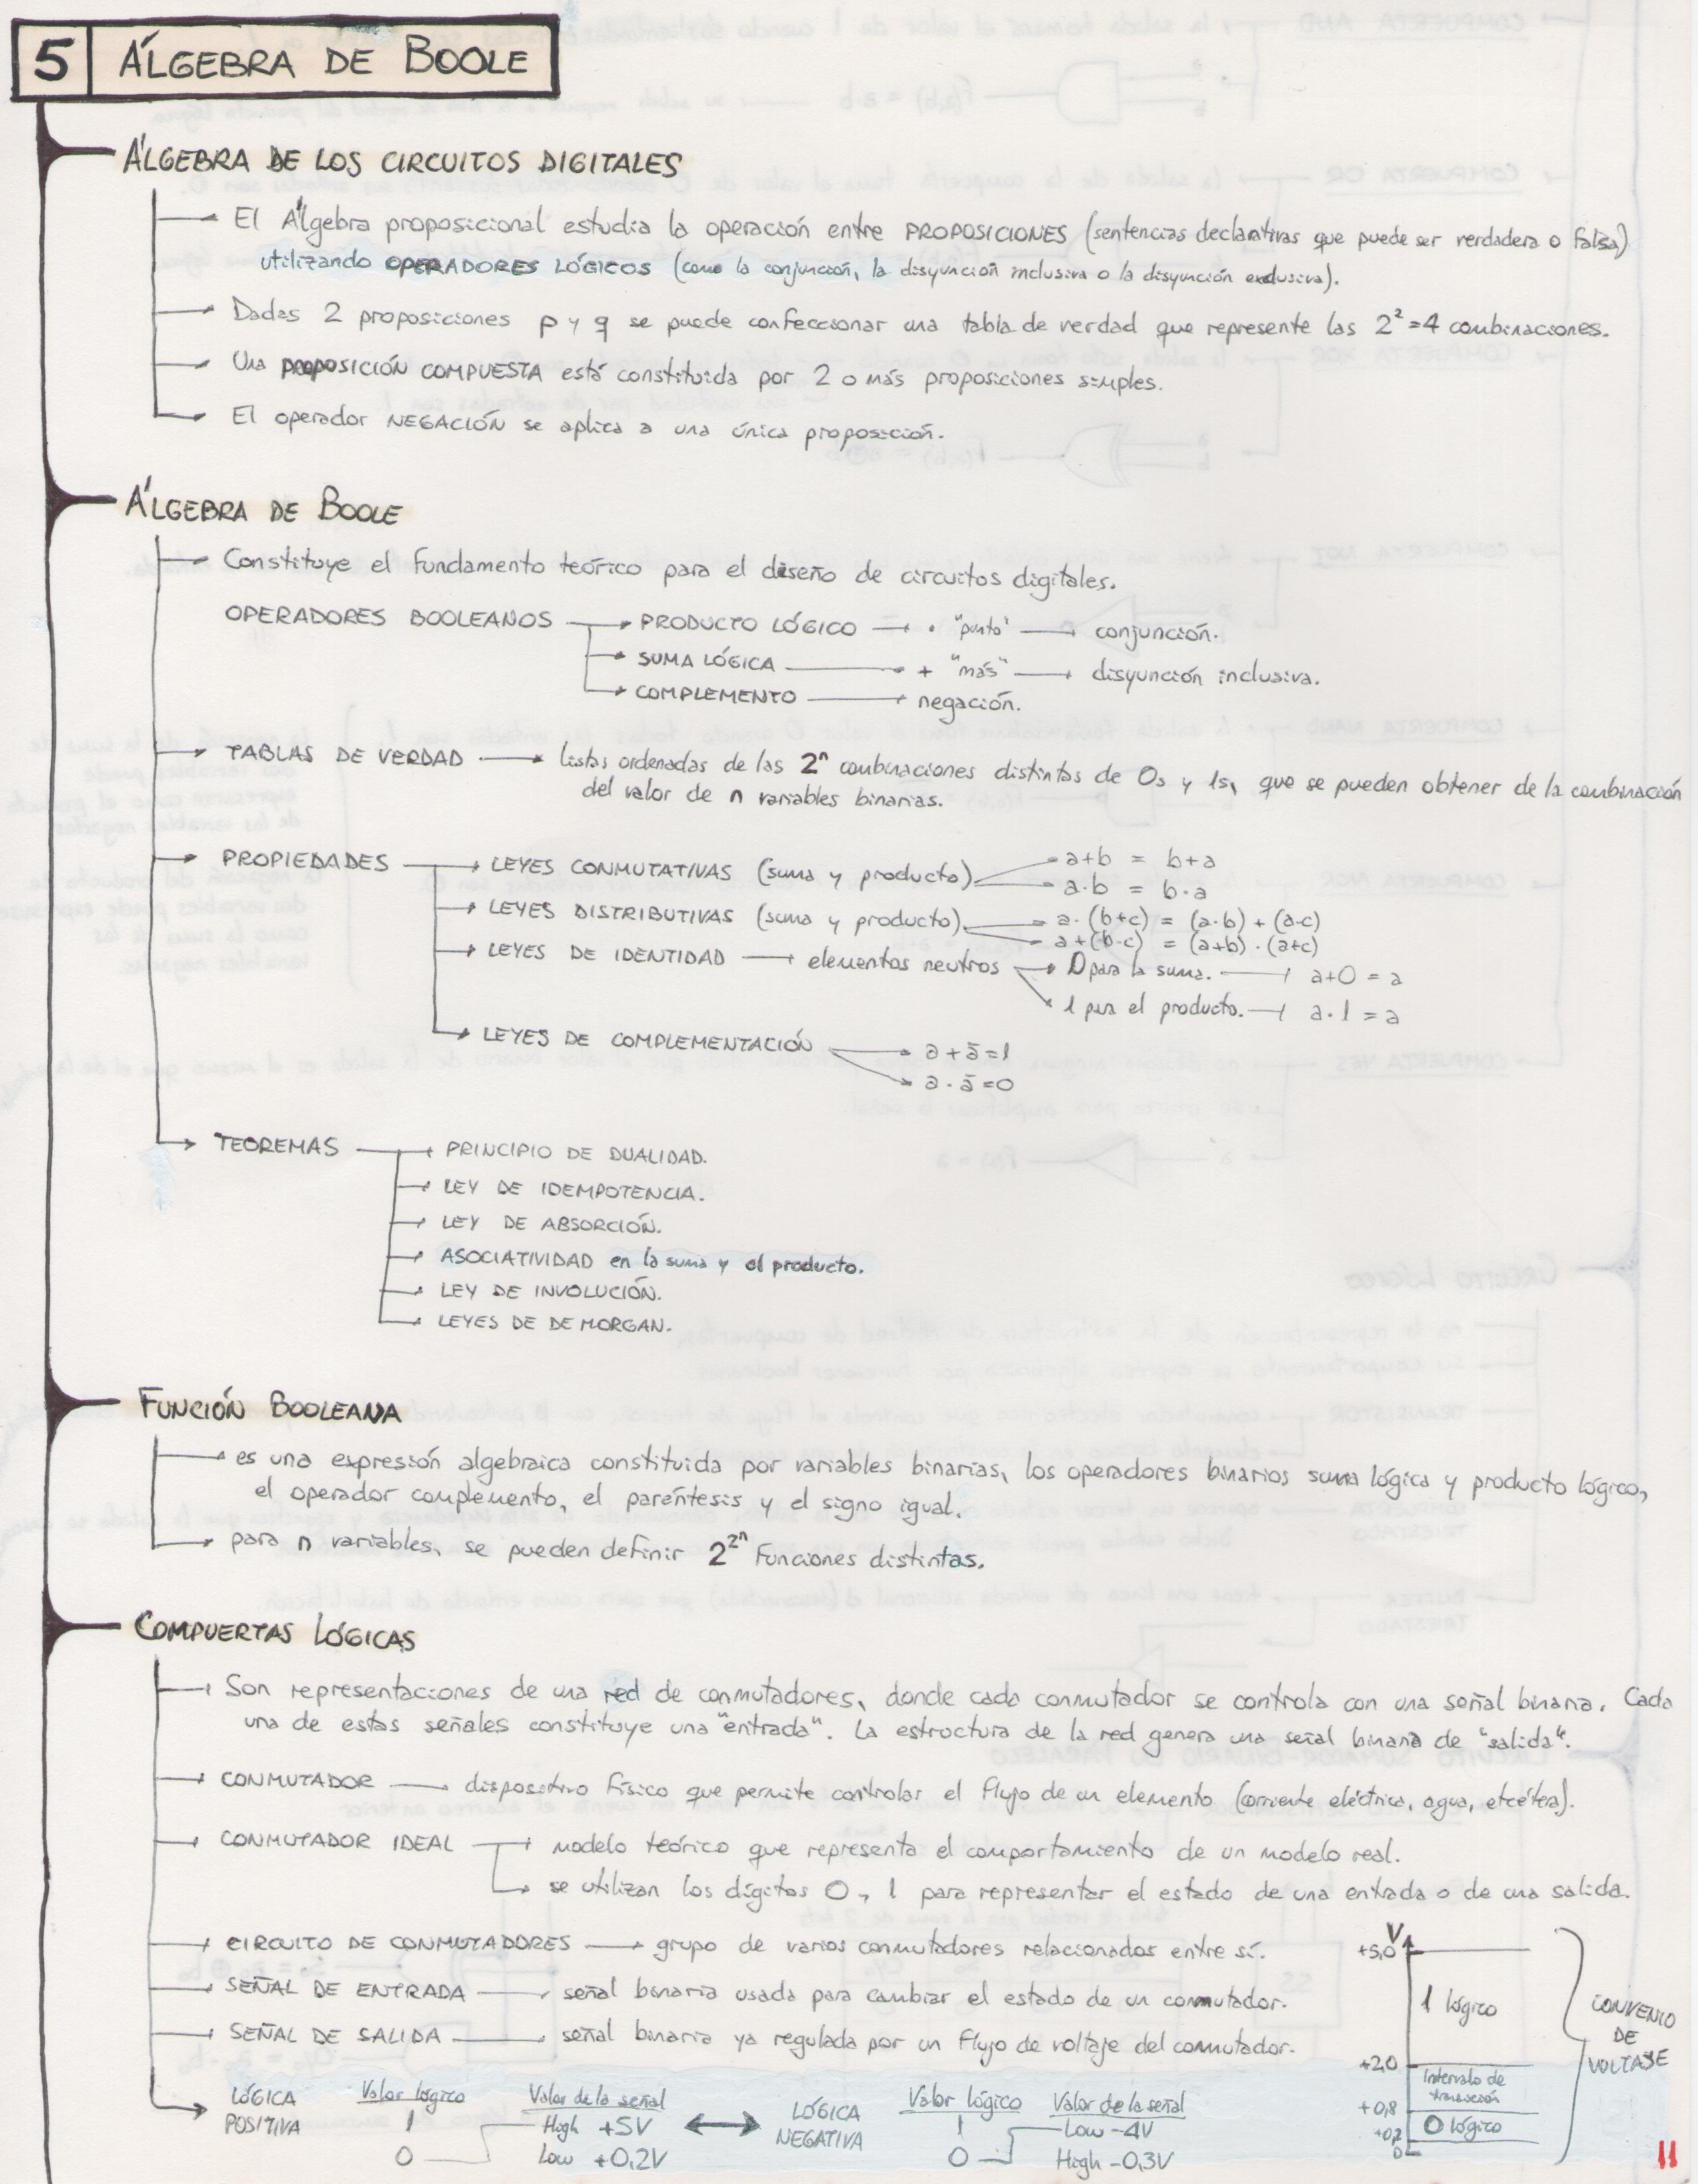 5 ÁLGEBRA DE BOOLE
ÁLGEBRA DE LOS CIRCUITOS DIGITALES
El Álgebra proposicional estudia la operación entre PROPOSICIONES (sentencias declarativas que puede ser verdadera o falsa)
utilizando OPERADORES LÓGICOS (como la conjunción, la disyunción inclusiva o la disyunción exclusiva).
Dadas 2 proposiciones p y q se puede confeccionar una tabla de verdad que represente las 2² = 4 combinaciones.
Una PROPOSICIÓN COMPUESTA está constituida por 2 o más proposiciones simples.
El operador NEGACIÓN se aplica a una única proposición.
ÁLGEBRA DE BOOLE
Constituye el fundamento teórico para el diseño de circuitos digitales.
OPERADORES BOOLEANOS → PRODUCTO LÓGICO → · "punto" → conjunción.
→ SUMA LÓGICA → + "más" → disyunción inclusiva.
→ COMPLEMENTO → negación.
TABLAS DE VERDAD → listas ordenadas de las 2ⁿ combinaciones distintas de 0s y 1s, que se pueden obtener de la combinación
del valor de n variables binarias.
PROPIEDADES → LEYES CONMUTATIVAS (suma y producto) → a+b = b+a
→ a·b = b·a
→ LEYES DISTRIBUTIVAS (suma y producto) → a·(b+c) = (a·b) + (a·c)
→ a+(b·c) = (a+b)·(a+c)
→ LEYES DE IDENTIDAD → elementos neutros → 0 para la suma. → a+0 = a
→ 1 para el producto. → a·1 = a
→ LEYES DE COMPLEMENTACIÓN → a+ā=1
→ a·ā=0
TEOREMAS → PRINCIPIO DE DUALIDAD.
→ LEY DE IDEMPOTENCIA.
→ LEY DE ABSORCIÓN.
→ ASOCIATIVIDAD en la suma y el producto.
→ LEY DE INVOLUCIÓN.
→ LEYES DE DE MORGAN.
FUNCIÓN BOOLEANA
es una expresión algebraica constituida por variables binarias, los operadores binarios suma lógica y producto lógico,
el operador complemento, el paréntesis y el signo igual.
para n variables, se pueden definir 2^2^n funciones distintas.
COMPUERTAS LÓGICAS
Son representaciones de una red de conmutadores, donde cada conmutador se controla con una señal binaria. Cada
una de estas señales constituye una "entrada". La estructura de la red genera una señal binaria de "salida".
CONMUTADOR → dispositivo físico que permite controlar el flujo de un elemento (corriente eléctrica, agua, etcétera).
CONMUTADOR IDEAL → modelo teórico que representa el comportamiento de un modelo real.
→ se utilizan los dígitos 0 y 1 para representar el estado de una entrada o de una salida.
CIRCUITO DE CONMUTADORES → grupo de varios conmutadores relacionados entre sí.
SEÑAL DE ENTRADA → señal binaria usada para cambiar el estado de un conmutador.
SEÑAL DE SALIDA → señal binaria ya regulada por un flujo de voltaje del conmutador.
LÓGICA POSITIVA
Valor lógico Valor de la señal
1 High +5V
0 Low +0,2V
LÓGICA NEGATIVA
Valor lógico Valor de la señal
1 Low -4V
0 High -0,3V
V
+5,0
1 lógico
+2,0
Intervalo de
transición
+0,8
0 lógico
+0,2
0
CONVENIO
DE
VOLTAJE
11